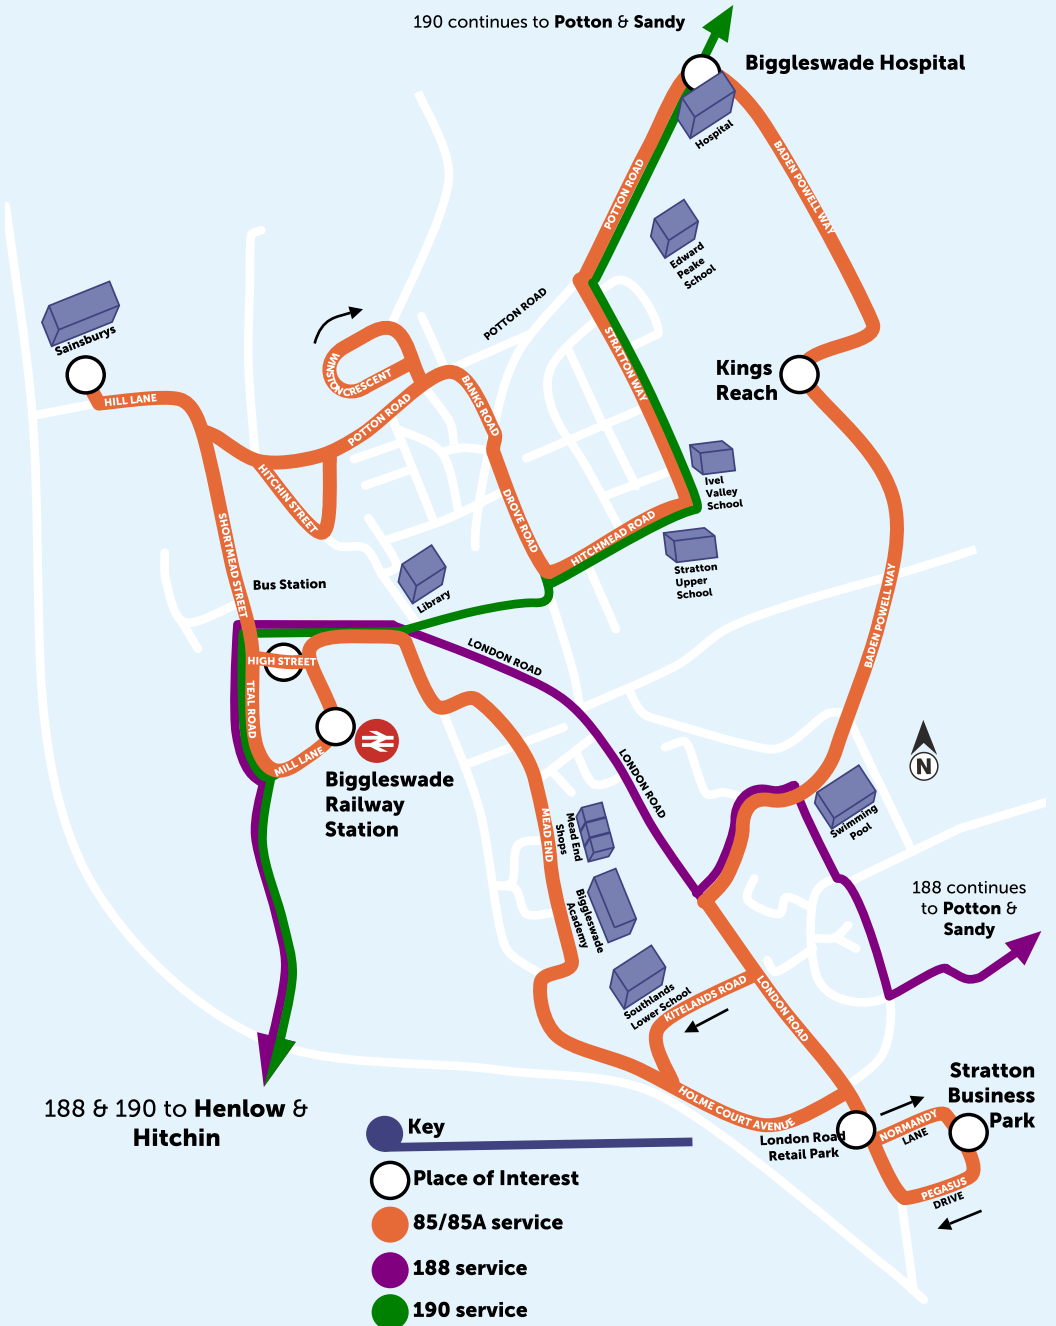 190 continues to Potton & Sandy
Biggleswade Hospital
Hospital
POTTON ROAD
BADEN POWELL WAY
Edward
Peake
School
Sainsburys
POTTON ROAD
WINSTON
CRESCENT
STRATTON WAY
Kings
Reach
HILL LANE
POTTON ROAD
BANKS ROAD
HITCHIN STREET
Ivel
Valley
School
DROVE ROAD
HITCHMEAD ROAD
SHORTMEAD STREET
Stratton
Upper
School
Bus Station
Library
BADEN POWELL WAY
HIGH STREET
LONDON ROAD
TEAL ROAD
MILL LANE
N
Biggleswade
Railway
Station
LONDON ROAD
MEAD END
Mead End
Shops
Swimming
Pool
Biggleswade
Academy
188 continues
to Potton &
Sandy
Southlands
Lower School
KITELANDS ROAD
LONDON ROAD
188 & 190 to Henlow &
Hitchin
HOLME COURT AVENUE
Stratton
Business
Park
London Road
Retail Park
NORMANDY
LANE
PEGASUS
DRIVE
Key
Place of Interest
85/85A service
188 service
190 service